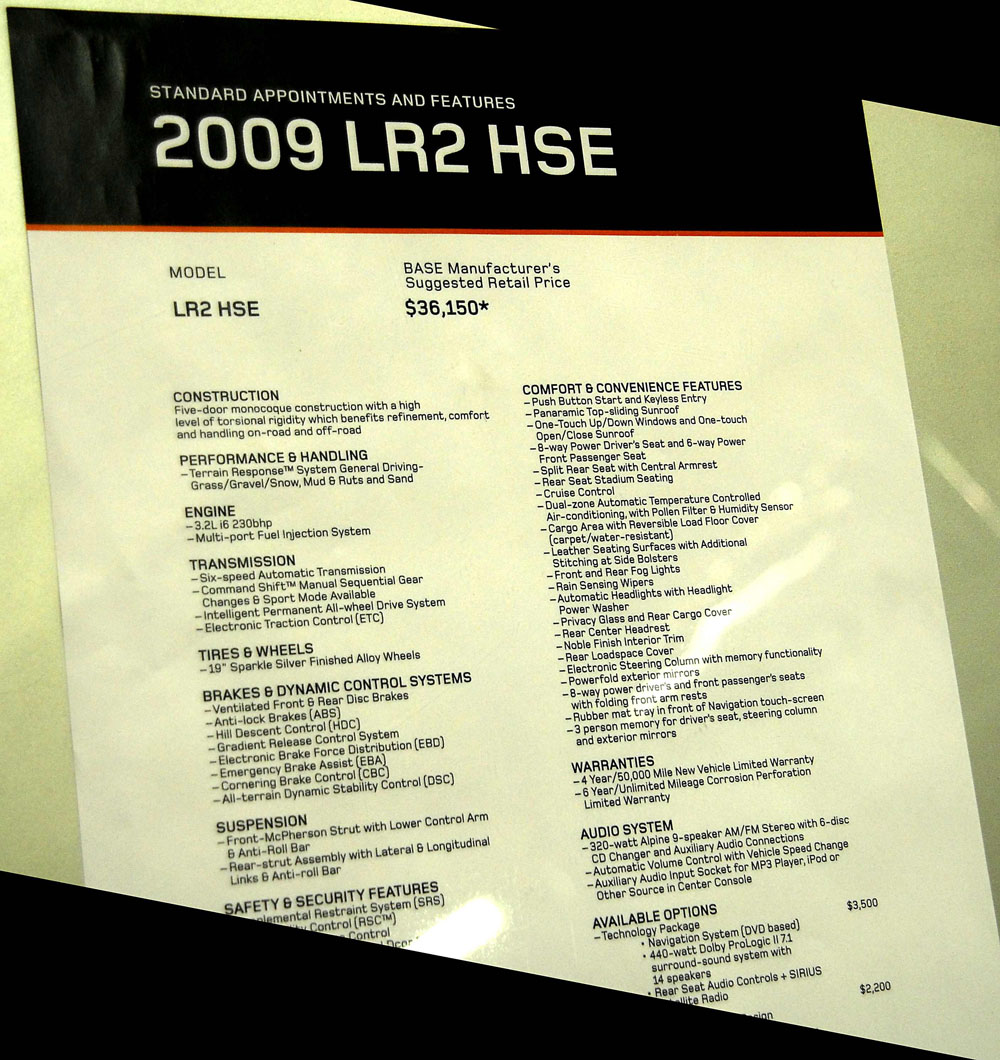 STANDARD APPOINTMENTS AND FEATURES
2009 LR2 HSE
MODEL
LR2 HSE
BASE Manufacturer's
Suggested Retail Price
$36,150*
CONSTRUCTION
Five-door monocoque construction with a high
level of torsional rigidity which benefits refinement, comfort
and handling on-road and off-road
PERFORMANCE & HANDLING
–Terrain Response™ System General Driving-
Grass/Gravel/Snow, Mud & Ruts and Sand
ENGINE
–3.2L i6 230bhp
–Multi-port Fuel Injection System
TRANSMISSION
–Six-speed Automatic Transmission
–Command Shift™ Manual Sequential Gear
Changes & Sport Mode Available
–Intelligent Permanent All-wheel Drive System
–Electronic Traction Control (ETC)
TIRES & WHEELS
–19" Sparkle Silver Finished Alloy Wheels
BRAKES & DYNAMIC CONTROL SYSTEMS
–Ventilated Front & Rear Disc Brakes
–Anti-lock Brakes (ABS)
–Hill Descent Control (HDC)
–Gradient Release Control System
–Electronic Brake Force Distribution (EBD)
–Emergency Brake Assist (EBA)
–Cornering Brake Control (CBC)
–All-terrain Dynamic Stability Control (DSC)
SUSPENSION
–Front-McPherson Strut with Lower Control Arm
& Anti-Roll Bar
–Rear-strut Assembly with Lateral & Longitudinal
Links & Anti-roll Bar
SAFETY & SECURITY FEATURES
Restraint System (SRS)
Control (RSC™)
Control
COMFORT & CONVENIENCE FEATURES
–Push Button Start and Keyless Entry
–Panaramic Top-sliding Sunroof
–One-Touch Up/Down Windows and One-touch
Open/Close Sunroof
–8-way Power Driver's Seat and 6-way Power
Front Passenger Seat
–Split Rear Seat with Central Armrest
–Rear Seat Stadium Seating
–Cruise Control
–Dual-zone Automatic Temperature Controlled
Air-conditioning, with Pollen Filter & Humidity Sensor
–Cargo Area with Reversible Load Floor Cover
(carpet/water-resistant)
–Leather Seating Surfaces with Additional
Stitching at Side Bolsters
–Front and Rear Fog Lights
–Rain Sensing Wipers
–Automatic Headlights with Headlight
Power Washer
–Privacy Glass and Rear Cargo Cover
–Rear Center Headrest
–Noble Finish Interior Trim
–Rear Loadspace Cover
–Electronic Steering Column with memory functionality
–Powerfold exterior mirrors
–8-way power driver's and front passenger's seats
with folding front arm rests
–Rubber mat tray in front of Navigation touch-screen
–3 person memory for driver's seat, steering column
and exterior mirrors
WARRANTIES
–4 Year/50,000 Mile New Vehicle Limited Warranty
–6 Year/Unlimited Mileage Corrosion Perforation
Limited Warranty
AUDIO SYSTEM
–320-watt Alpine 9-speaker AM/FM Stereo with 6-disc
CD Changer and Auxiliary Audio Connections
–Automatic Volume Control with Vehicle Speed Change
–Auxiliary Audio Input Socket for MP3 Player, iPod or
Other Source in Center Console
AVAILABLE OPTIONS
–Technology Package $3,500
• Navigation System (DVD based)
• 440-watt Dolby ProLogic II 7.1
surround-sound system with
14 speakers
• Rear Seat Audio Controls + SIRIUS
Radio
$2,200